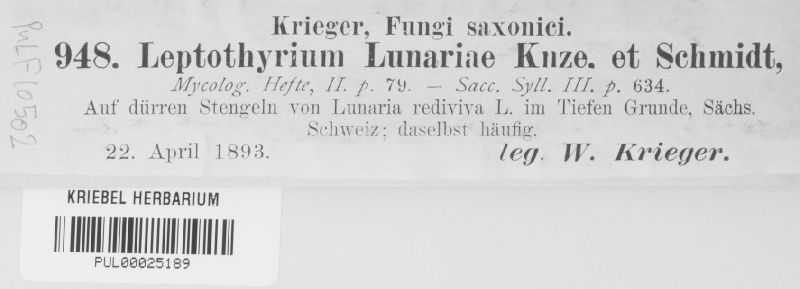 Krieger, Fungi saxonici.
948. Leptothyrium Lunariae Knze. et Schmidt,
Mycolog. Hefte, II. p. 79. — Sacc. Syll. III. p. 634.
Auf dürren Stengeln von Lunaria rediviva L. im Tiefen Grunde, Sächs.
Schweiz; daselbst häufig.
22. April 1893. leg. W. Krieger.
PULF10502
KRIEBEL HERBARIUM
PUL00025189